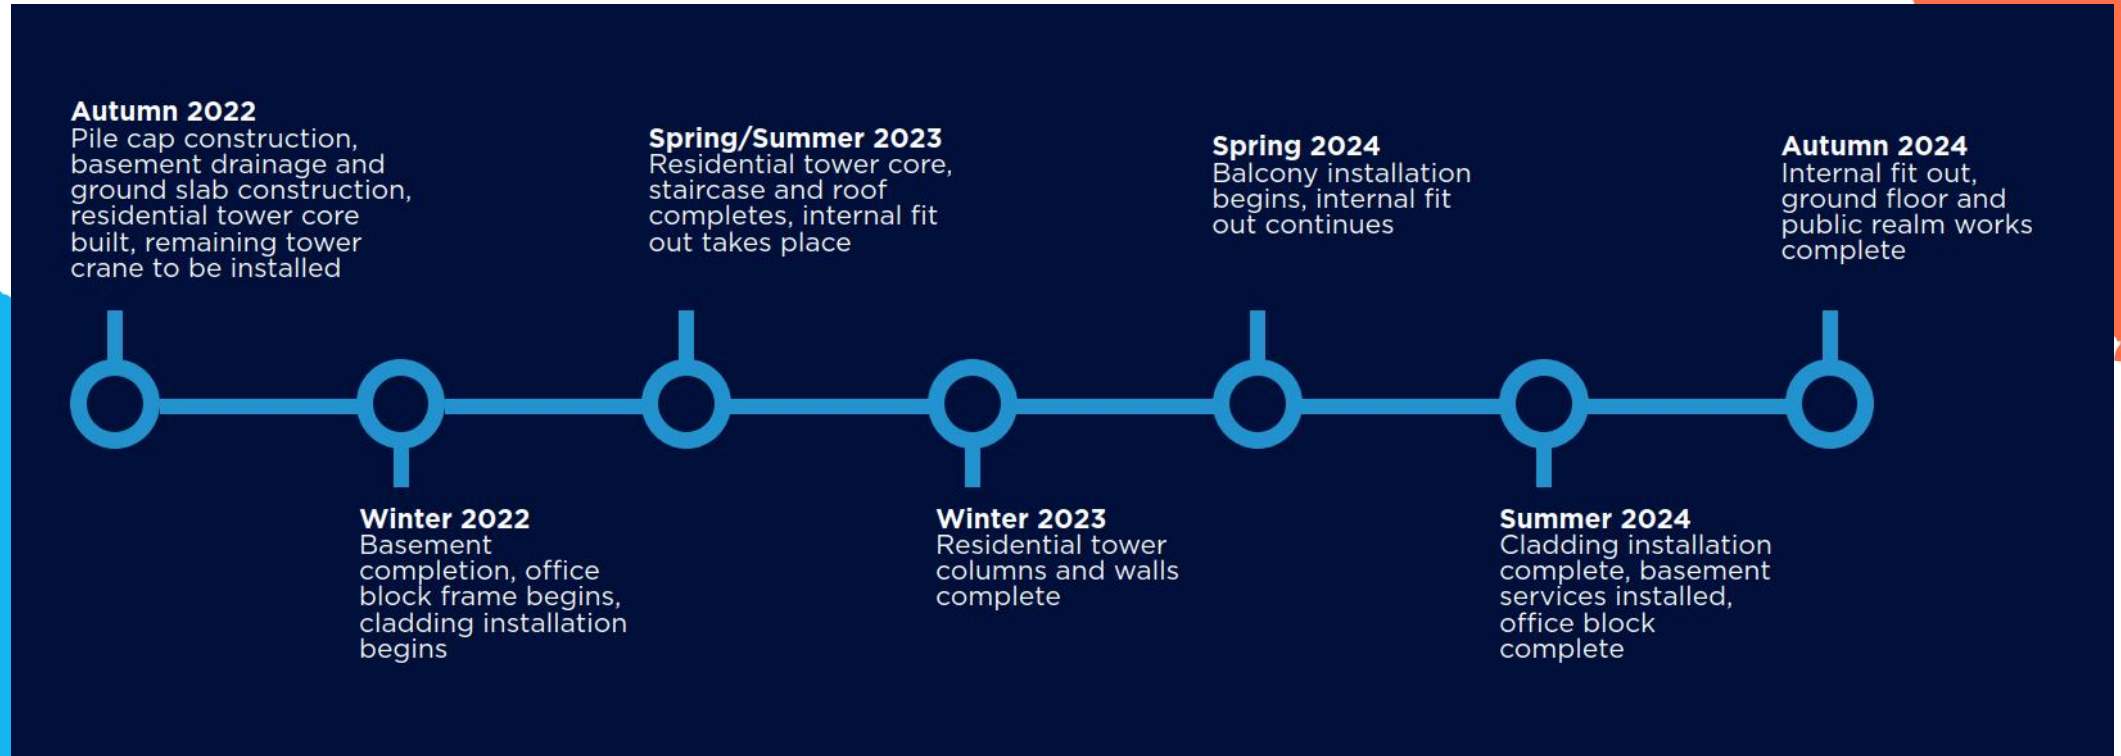 Autumn 2022
Pile cap construction,
basement drainage and
ground slab construction,
residential tower core
built, remaining tower
crane to be installed
Winter 2022
Basement
completion, office
block frame begins,
cladding installation
begins
Spring/Summer 2023
Residential tower core,
staircase and roof
completes, internal fit
out takes place
Winter 2023
Residential tower
columns and walls
complete
Spring 2024
Balcony installation
begins, internal fit
out continues
Summer 2024
Cladding installation
complete, basement
services installed,
office block
complete
Autumn 2024
Internal fit out,
ground floor and
public realm works
complete